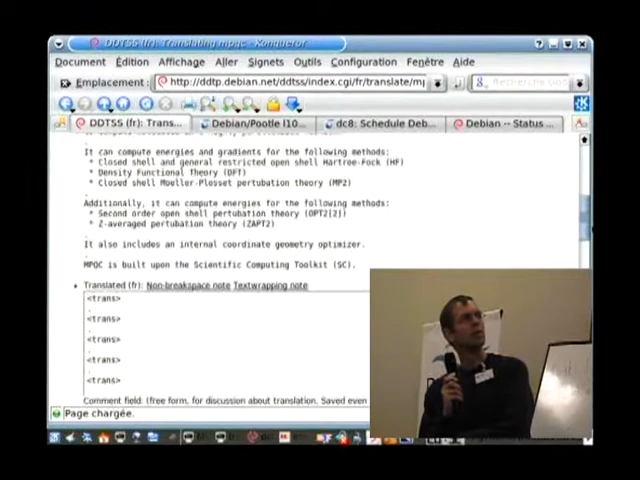 DDTSS (fr): Translating mpqc - Konqueror
Document Édition Affichage Aller Signets Outils Configuration Fenêtre Aide
Emplacement : http://ddtp.debian.net/ddtss/index.cgi/fr/translate/mp
DDTSS (fr): Trans... Debian/Pootle l10... dc8: Schedule Deb... Debian -- Status ...
It can compute energies and gradients for the following methods:
* Closed shell and general restricted open shell Hartree-Fock (HF)
* Density Functional Theory (DFT)
* Closed shell Moeller-Plesset pertubation theory (MP2)
.
Additionally, it can compute energies for the following methods:
* Second order open shell pertubation theory (OPT2[2])
* Z-averaged pertubation theory (ZAPT2)
.
It also includes an internal coordinate geometry optimizer.
.
MPQC is built upon the Scientific Computing Toolkit (SC).
Translated (fr): Non-breakspace note Textwrapping note
<trans>
.
<trans>
.
<trans>
.
<trans>
.
<trans>
Comment field: (free form, for discussion about translation. Saved even
Page chargée.